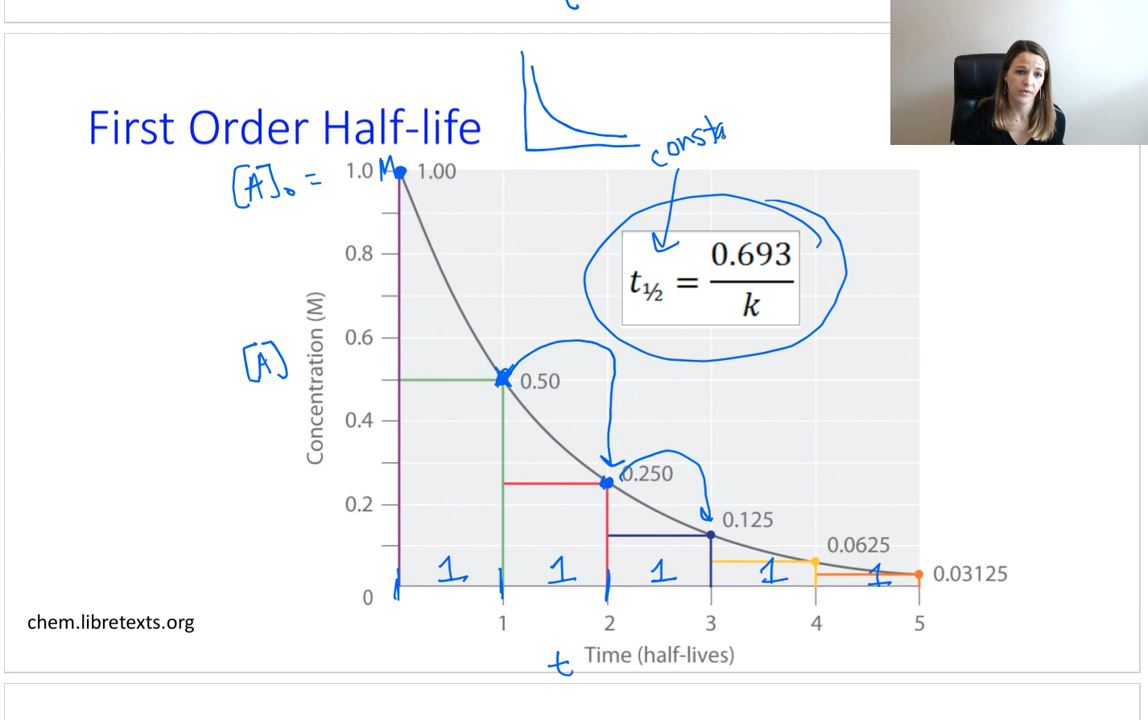 First Order Half-life
consta
[A]₀ =
1.0 M 1.00
0.8
t½ = 0.693 / k
0.6
[A]
Concentration (M)
0.50
0.4
0.250
0.2
0.125
0.0625
1 1 1 1 1
0.03125
0
1 2 3 4 5
chem.libretexts.org
t Time (half-lives)